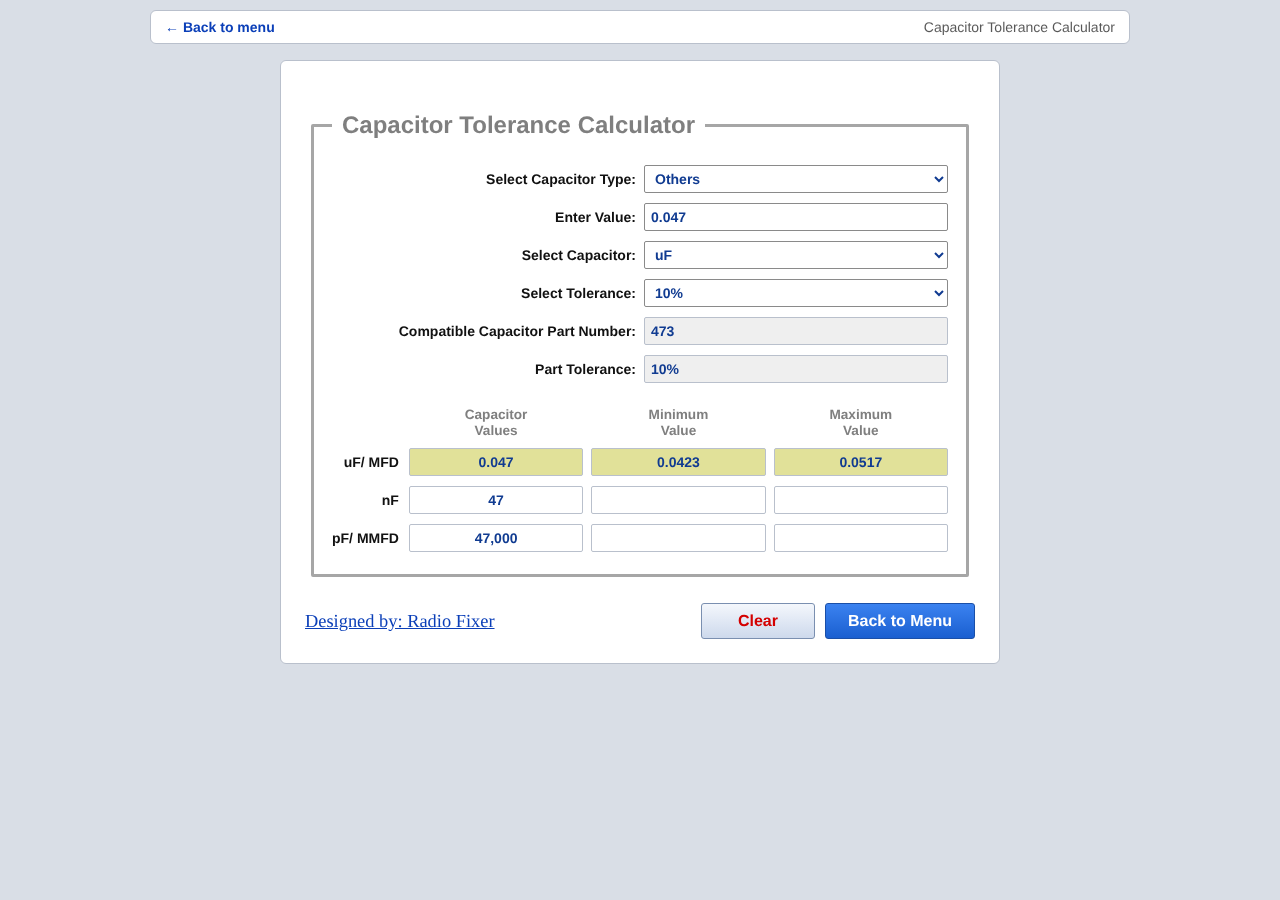 ← Back to menu
Capacitor Tolerance Calculator
Capacitor Tolerance Calculator
Select Capacitor Type: Others
Enter Value: 0.047
Select Capacitor: uF
Select Tolerance: 10%
Compatible Capacitor Part Number: 473
Part Tolerance: 10%
Capacitor Minimum Maximum
Values Value Value
uF/ MFD 0.047 0.0423 0.0517
nF 47
pF/ MMFD 47,000
Designed by: Radio Fixer
Clear
Back to Menu